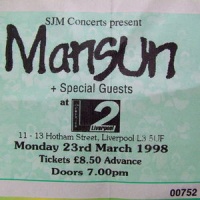 SJM Concerts present
Mansun
+ Special Guests
at
2
Liverpool
11 - 13 Hotham Street, Liverpool L3 5UF
Monday 23rd March 1998
Tickets £8.50 Advance
Doors 7.00pm
00752